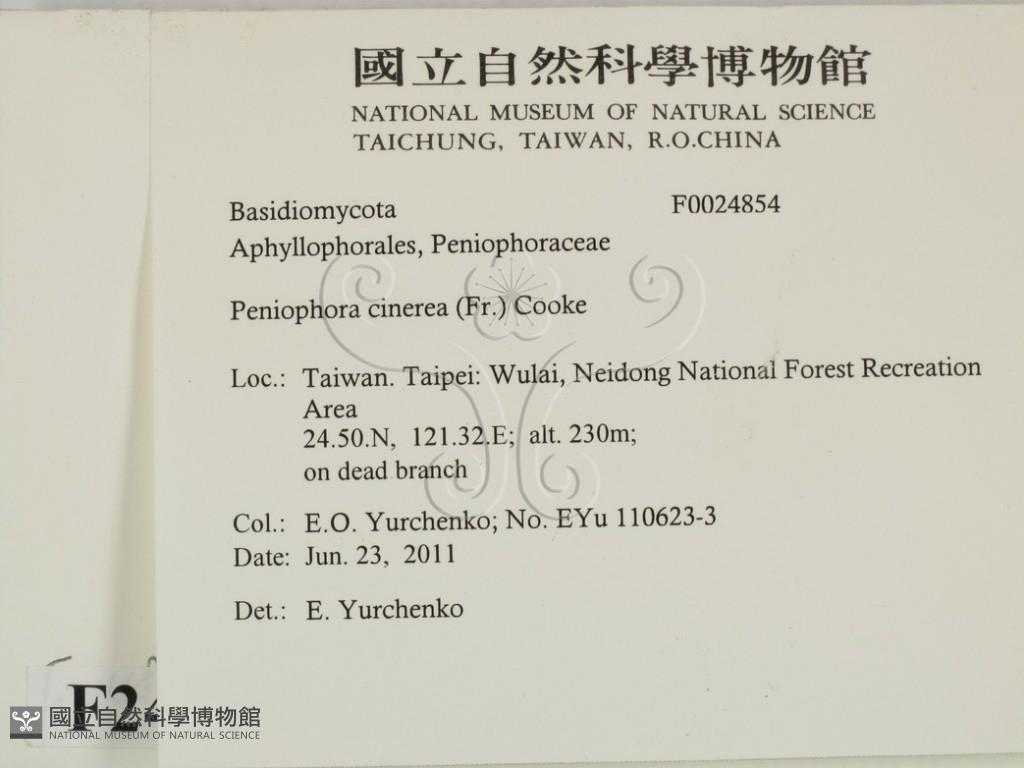 國立自然科學博物館
NATIONAL MUSEUM OF NATURAL SCIENCE
TAICHUNG, TAIWAN, R.O.CHINA
Basidiomycota F0024854
Aphyllophorales, Peniophoraceae
Peniophora cinerea (Fr.) Cooke
Loc.: Taiwan. Taipei: Wulai, Neidong National Forest Recreation
Area
24.50.N, 121.32.E; alt. 230m;
on dead branch
Col.: E.O. Yurchenko; No. EYu 110623-3
Date: Jun. 23, 2011
Det.: E. Yurchenko
F24
國立自然科學博物館
NATIONAL MUSEUM OF NATURAL SCIENCE